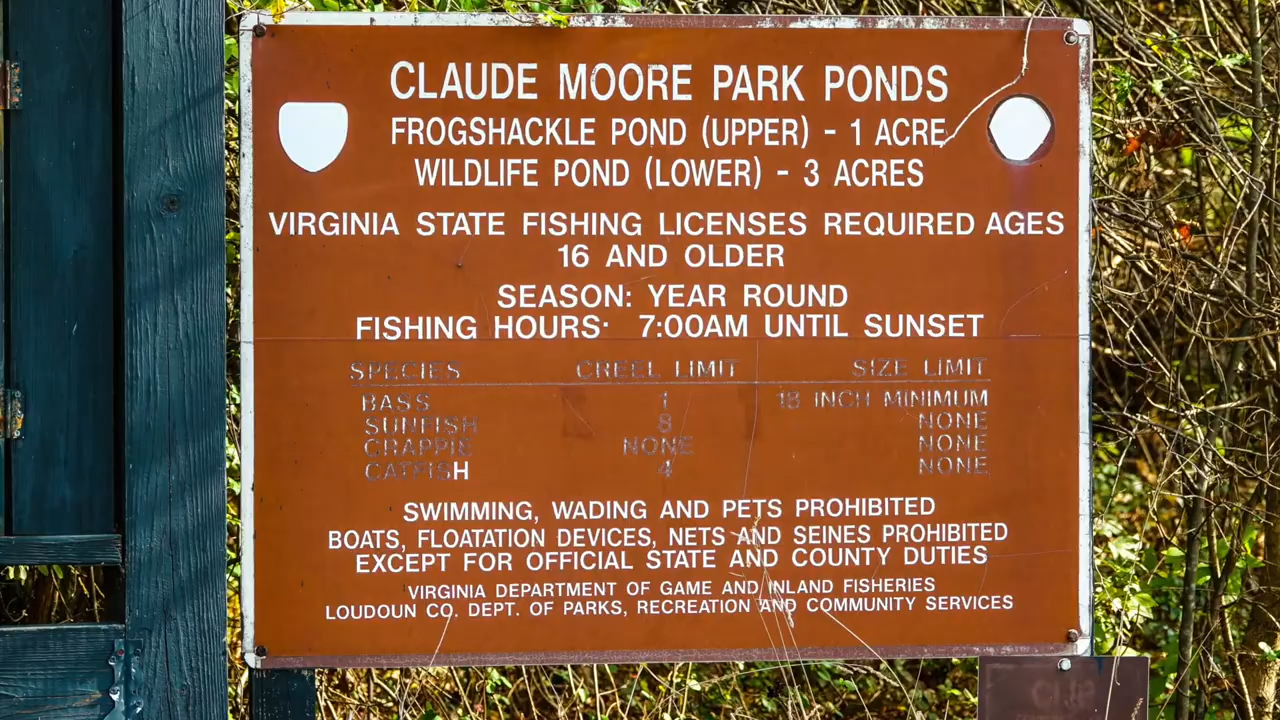 CLAUDE MOORE PARK PONDS
FROGSHACKLE POND (UPPER) - 1 ACRE
WILDLIFE POND (LOWER) - 3 ACRES
VIRGINIA STATE FISHING LICENSES REQUIRED AGES
16 AND OLDER
SEASON: YEAR ROUND
FISHING HOURS· 7:00AM UNTIL SUNSET
SPECIES CREEL LIMIT SIZE LIMIT
BASS 1 18 INCH MINIMUM
SUNFISH 8 NONE
CRAPPIE NONE NONE
CATFISH 4 NONE
SWIMMING, WADING AND PETS PROHIBITED
BOATS, FLOATATION DEVICES, NETS AND SEINES PROHIBITED
EXCEPT FOR OFFICIAL STATE AND COUNTY DUTIES
VIRGINIA DEPARTMENT OF GAME AND INLAND FISHERIES
LOUDOUN CO. DEPT. OF PARKS, RECREATION AND COMMUNITY SERVICES